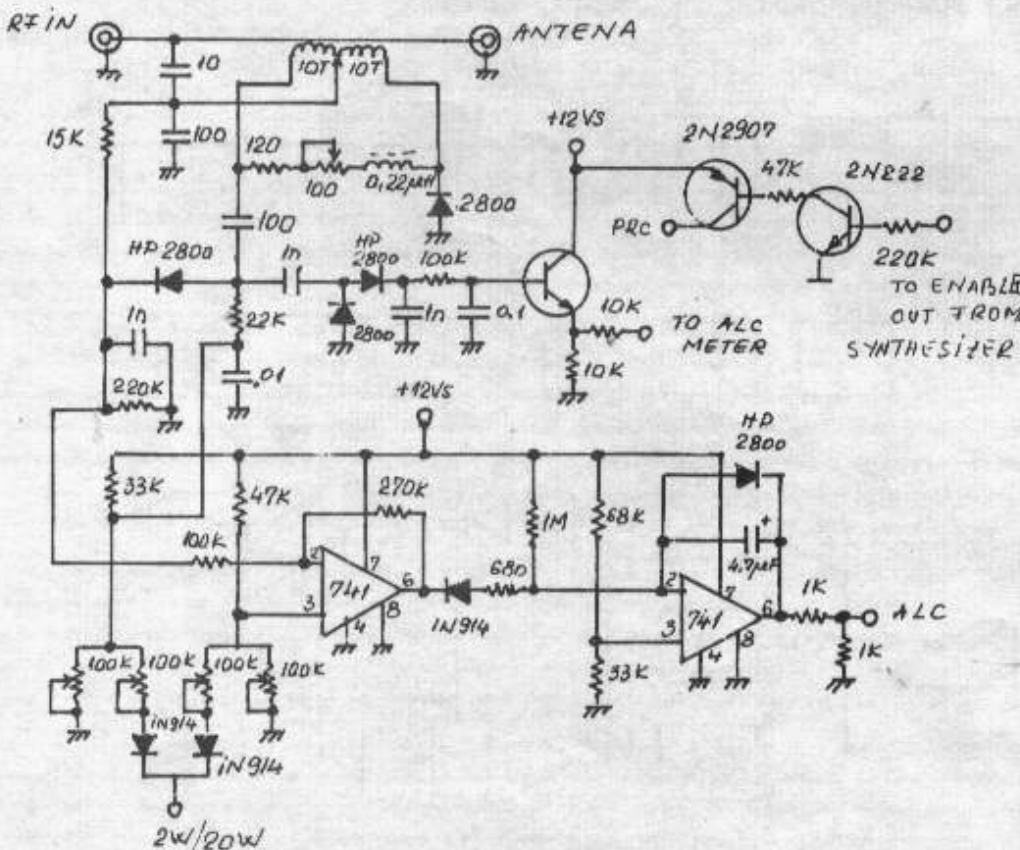 RF IN
ANTENA
10
10T
10T
15K
100
120
100
0,22µH
2800
+12Vs
2N2907
47K
2N222
PRC
220K
TO ENABLE
OUT FROM
SYNTHESIZER
100
HP 2800
1n
HP
2800
100K
2800
1n
0,1
22K
10K
TO ALC
METER
10K
1n
220K
.01
+12Vs
33K
47K
270K
100K
2
741
7
6
3
4
8
1N914
680
1M
68K
HP
2800
4.7µF
+
2
741
7
6
3
4
8
1K
ALC
1K
33K
100K
100K
100K
100K
iN914
iN914
2W/20W